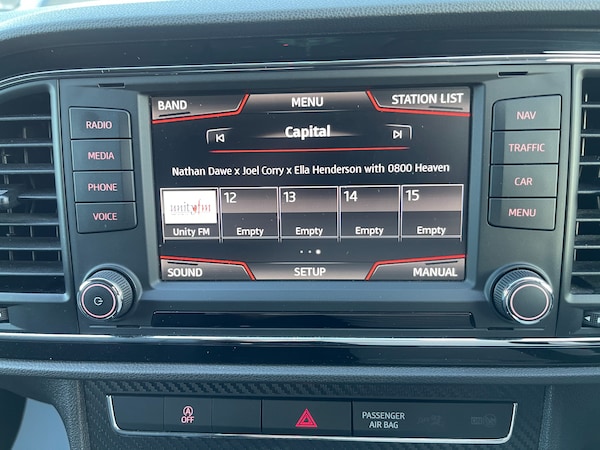 BAND MENU STATION LIST
Capital
Nathan Dawe x Joel Corry x Ella Henderson with 0800 Heaven
unity fm 12 13 14 15
Unity FM Empty Empty Empty Empty
SOUND SETUP MANUAL
RADIO
MEDIA
PHONE
VOICE
NAV
TRAFFIC
CAR
MENU
A
OFF
PASSENGER
AIR BAG